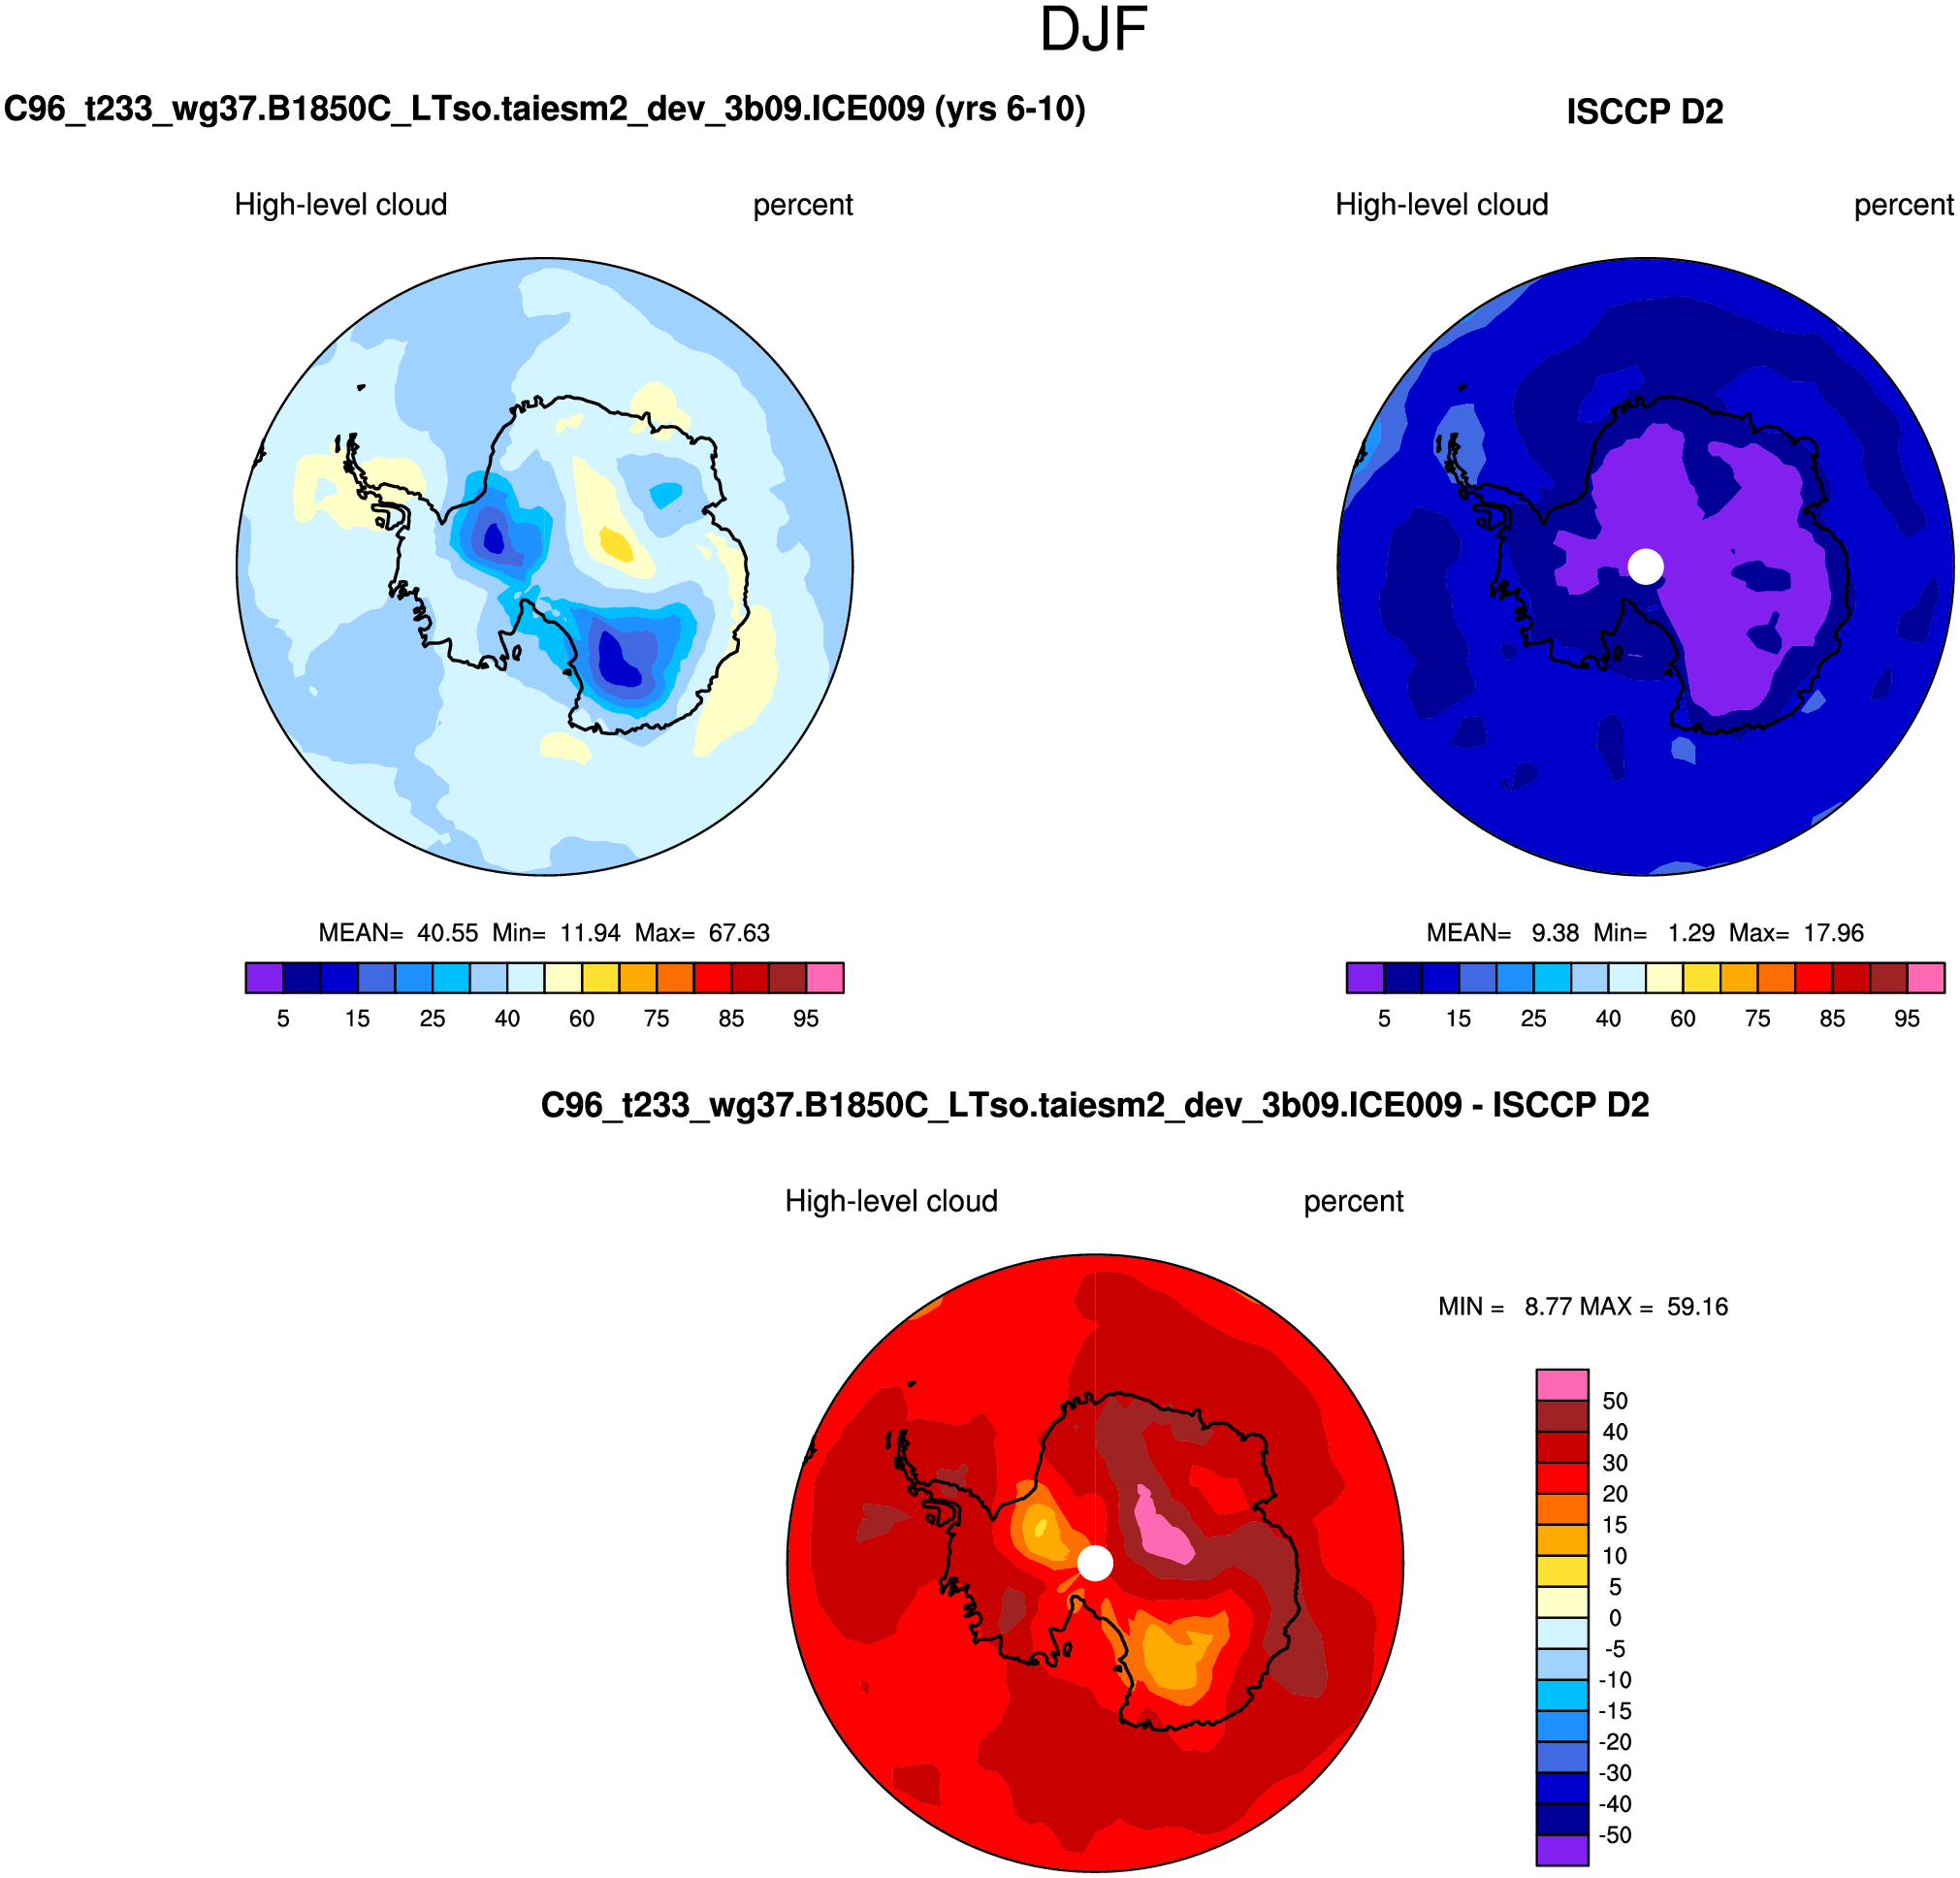 DJF
C96_t233_wg37.B1850C_LTso.taiesm2_dev_3b09.ICE009 (yrs 6-10)
ISCCP D2
High-level cloud percent
High-level cloud percent
MEAN= 40.55 Min= 11.94 Max= 67.63
MEAN= 9.38 Min= 1.29 Max= 17.96
5 15 25 40 60 75 85 95
5 15 25 40 60 75 85 95
C96_t233_wg37.B1850C_LTso.taiesm2_dev_3b09.ICE009 - ISCCP D2
High-level cloud percent
MIN = 8.77 MAX = 59.16
50
40
30
20
15
10
5
0
-5
-10
-15
-20
-30
-40
-50